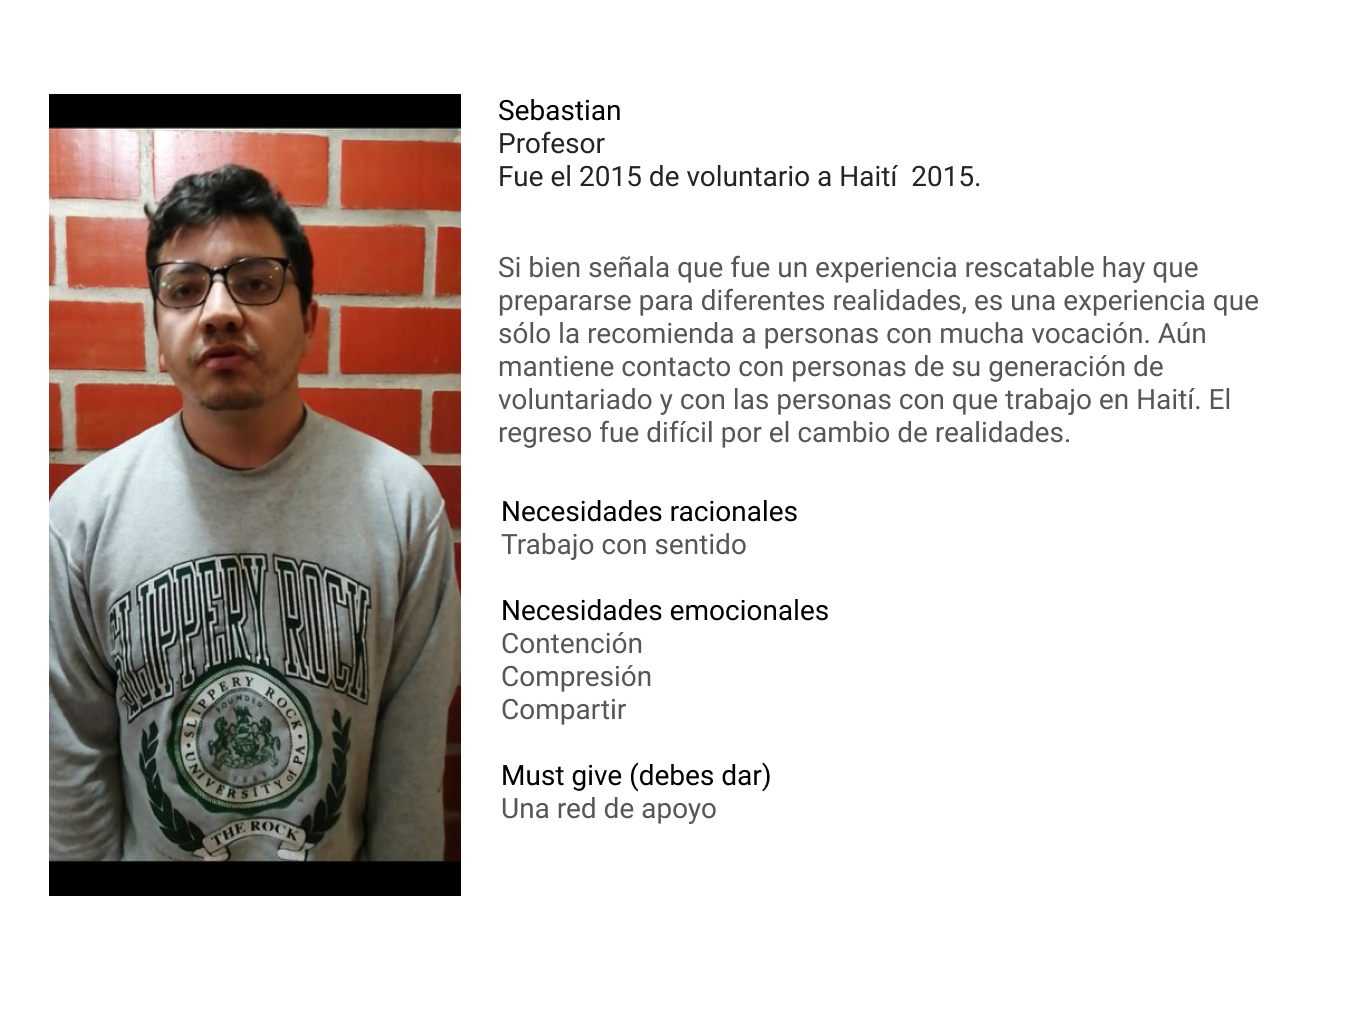 Sebastian
Profesor
Fue el 2015 de voluntario a Haití  2015.
Si bien señala que fue un experiencia rescatable hay que
prepararse para diferentes realidades, es una experiencia que
sólo la recomienda a personas con mucha vocación. Aún
mantiene contacto con personas de su generación de
voluntariado y con las personas con que trabajo en Haití. El
regreso fue difícil por el cambio de realidades.
Necesidades racionales
Trabajo con sentido
Necesidades emocionales
Contención
Compresión
Compartir
Must give (debes dar)
Una red de apoyo
SLIPPERY ROCK
SLIPPERY ROCK
FOUNDED
UNIVERSITY of PA
THE ROCK